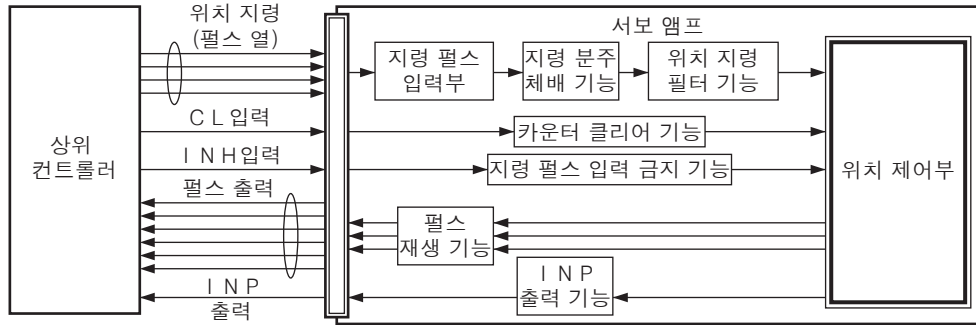 위치 지령
(펄스 열)
서보 앰프
지령 펄스
입력부
지령 분주
체배 기능
위치 지령
필터 기능
CL입력
카운터 클리어 기능
상위
컨트롤러
INH입력
지령 펄스 입력 금지 기능
위치 제어부
펄스 출력
펄스
재생 기능
INP
출력
INP
출력 기능